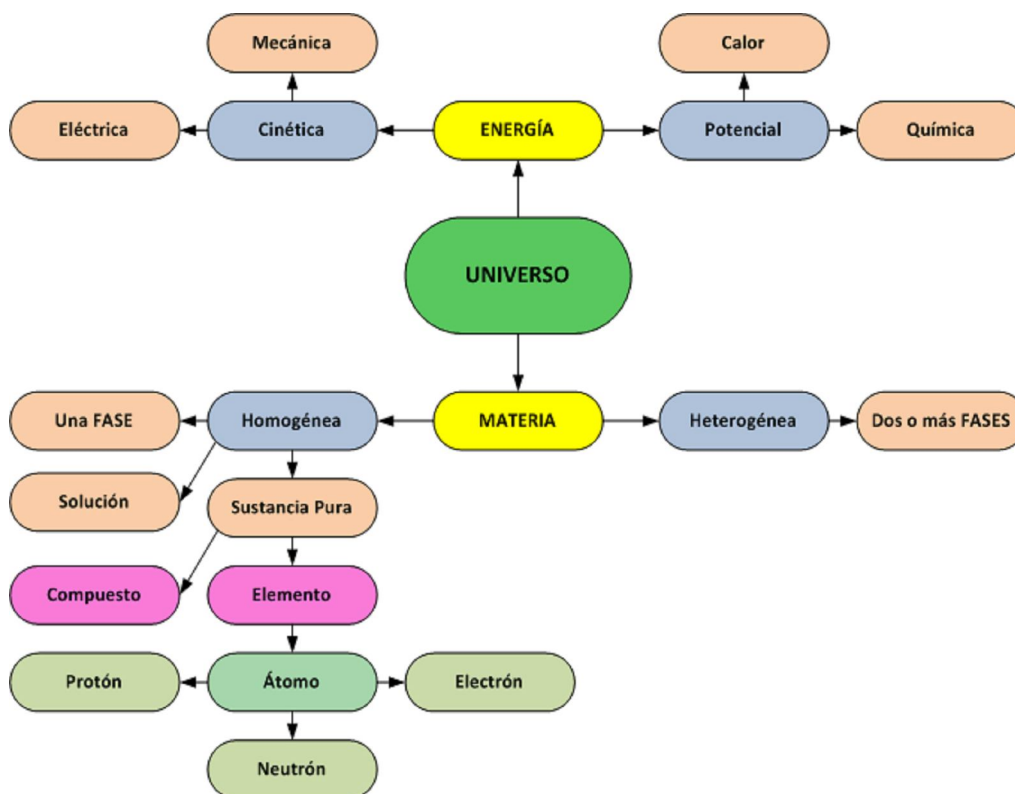 Mecánica
Calor
Eléctrica
Cinética
ENERGÍA
Potencial
Química
UNIVERSO
Una FASE
Homogénea
MATERIA
Heterogénea
Dos o más FASES
Solución
Sustancia Pura
Compuesto
Elemento
Protón
Átomo
Electrón
Neutrón